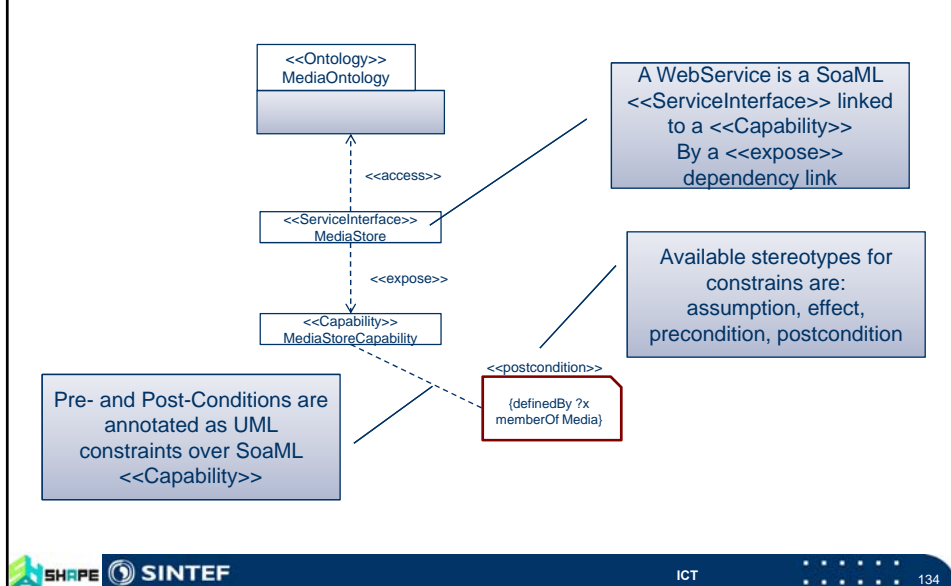 <<Ontology>>
MediaOntology
A WebService is a SoaML
<<ServiceInterface>> linked
to a <<Capability>>
By a <<expose>>
dependency link
<<access>>
<<ServiceInterface>>
MediaStore
<<expose>>
Available stereotypes for
constrains are:
assumption, effect,
precondition, postcondition
<<Capability>>
MediaStoreCapability
<<postcondition>>
{definedBy ?x
memberOf Media}
Pre- and Post-Conditions are
annotated as UML
constraints over SoaML
<<Capability>>
SHAPE SINTEF ICT 134